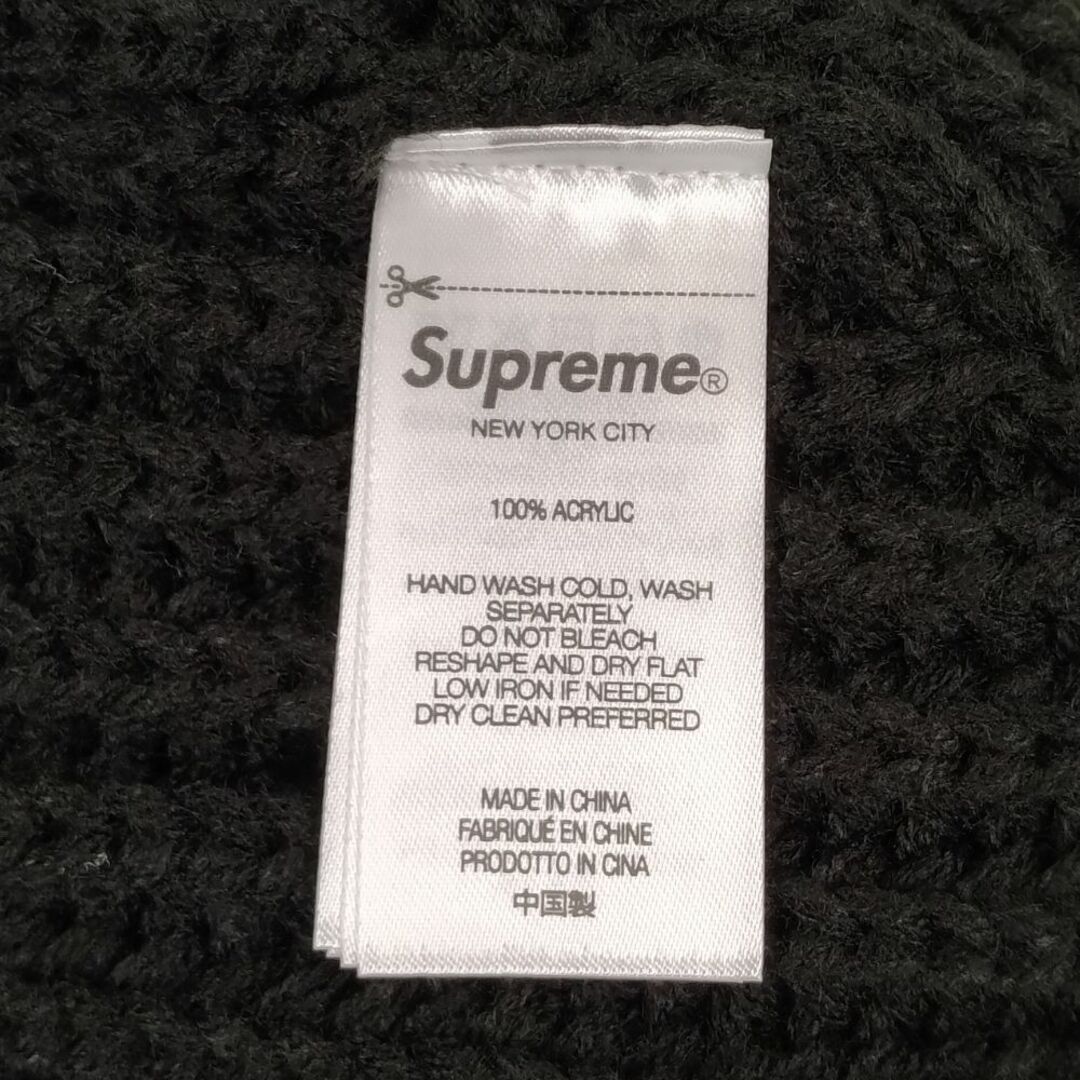 Supreme®
NEW YORK CITY
100% ACRYLIC
HAND WASH COLD, WASH
SEPARATELY
DO NOT BLEACH
RESHAPE AND DRY FLAT
LOW IRON IF NEEDED
DRY CLEAN PREFERRED
MADE IN CHINA
FABRIQUÉ EN CHINE
PRODOTTO IN CINA
中国製